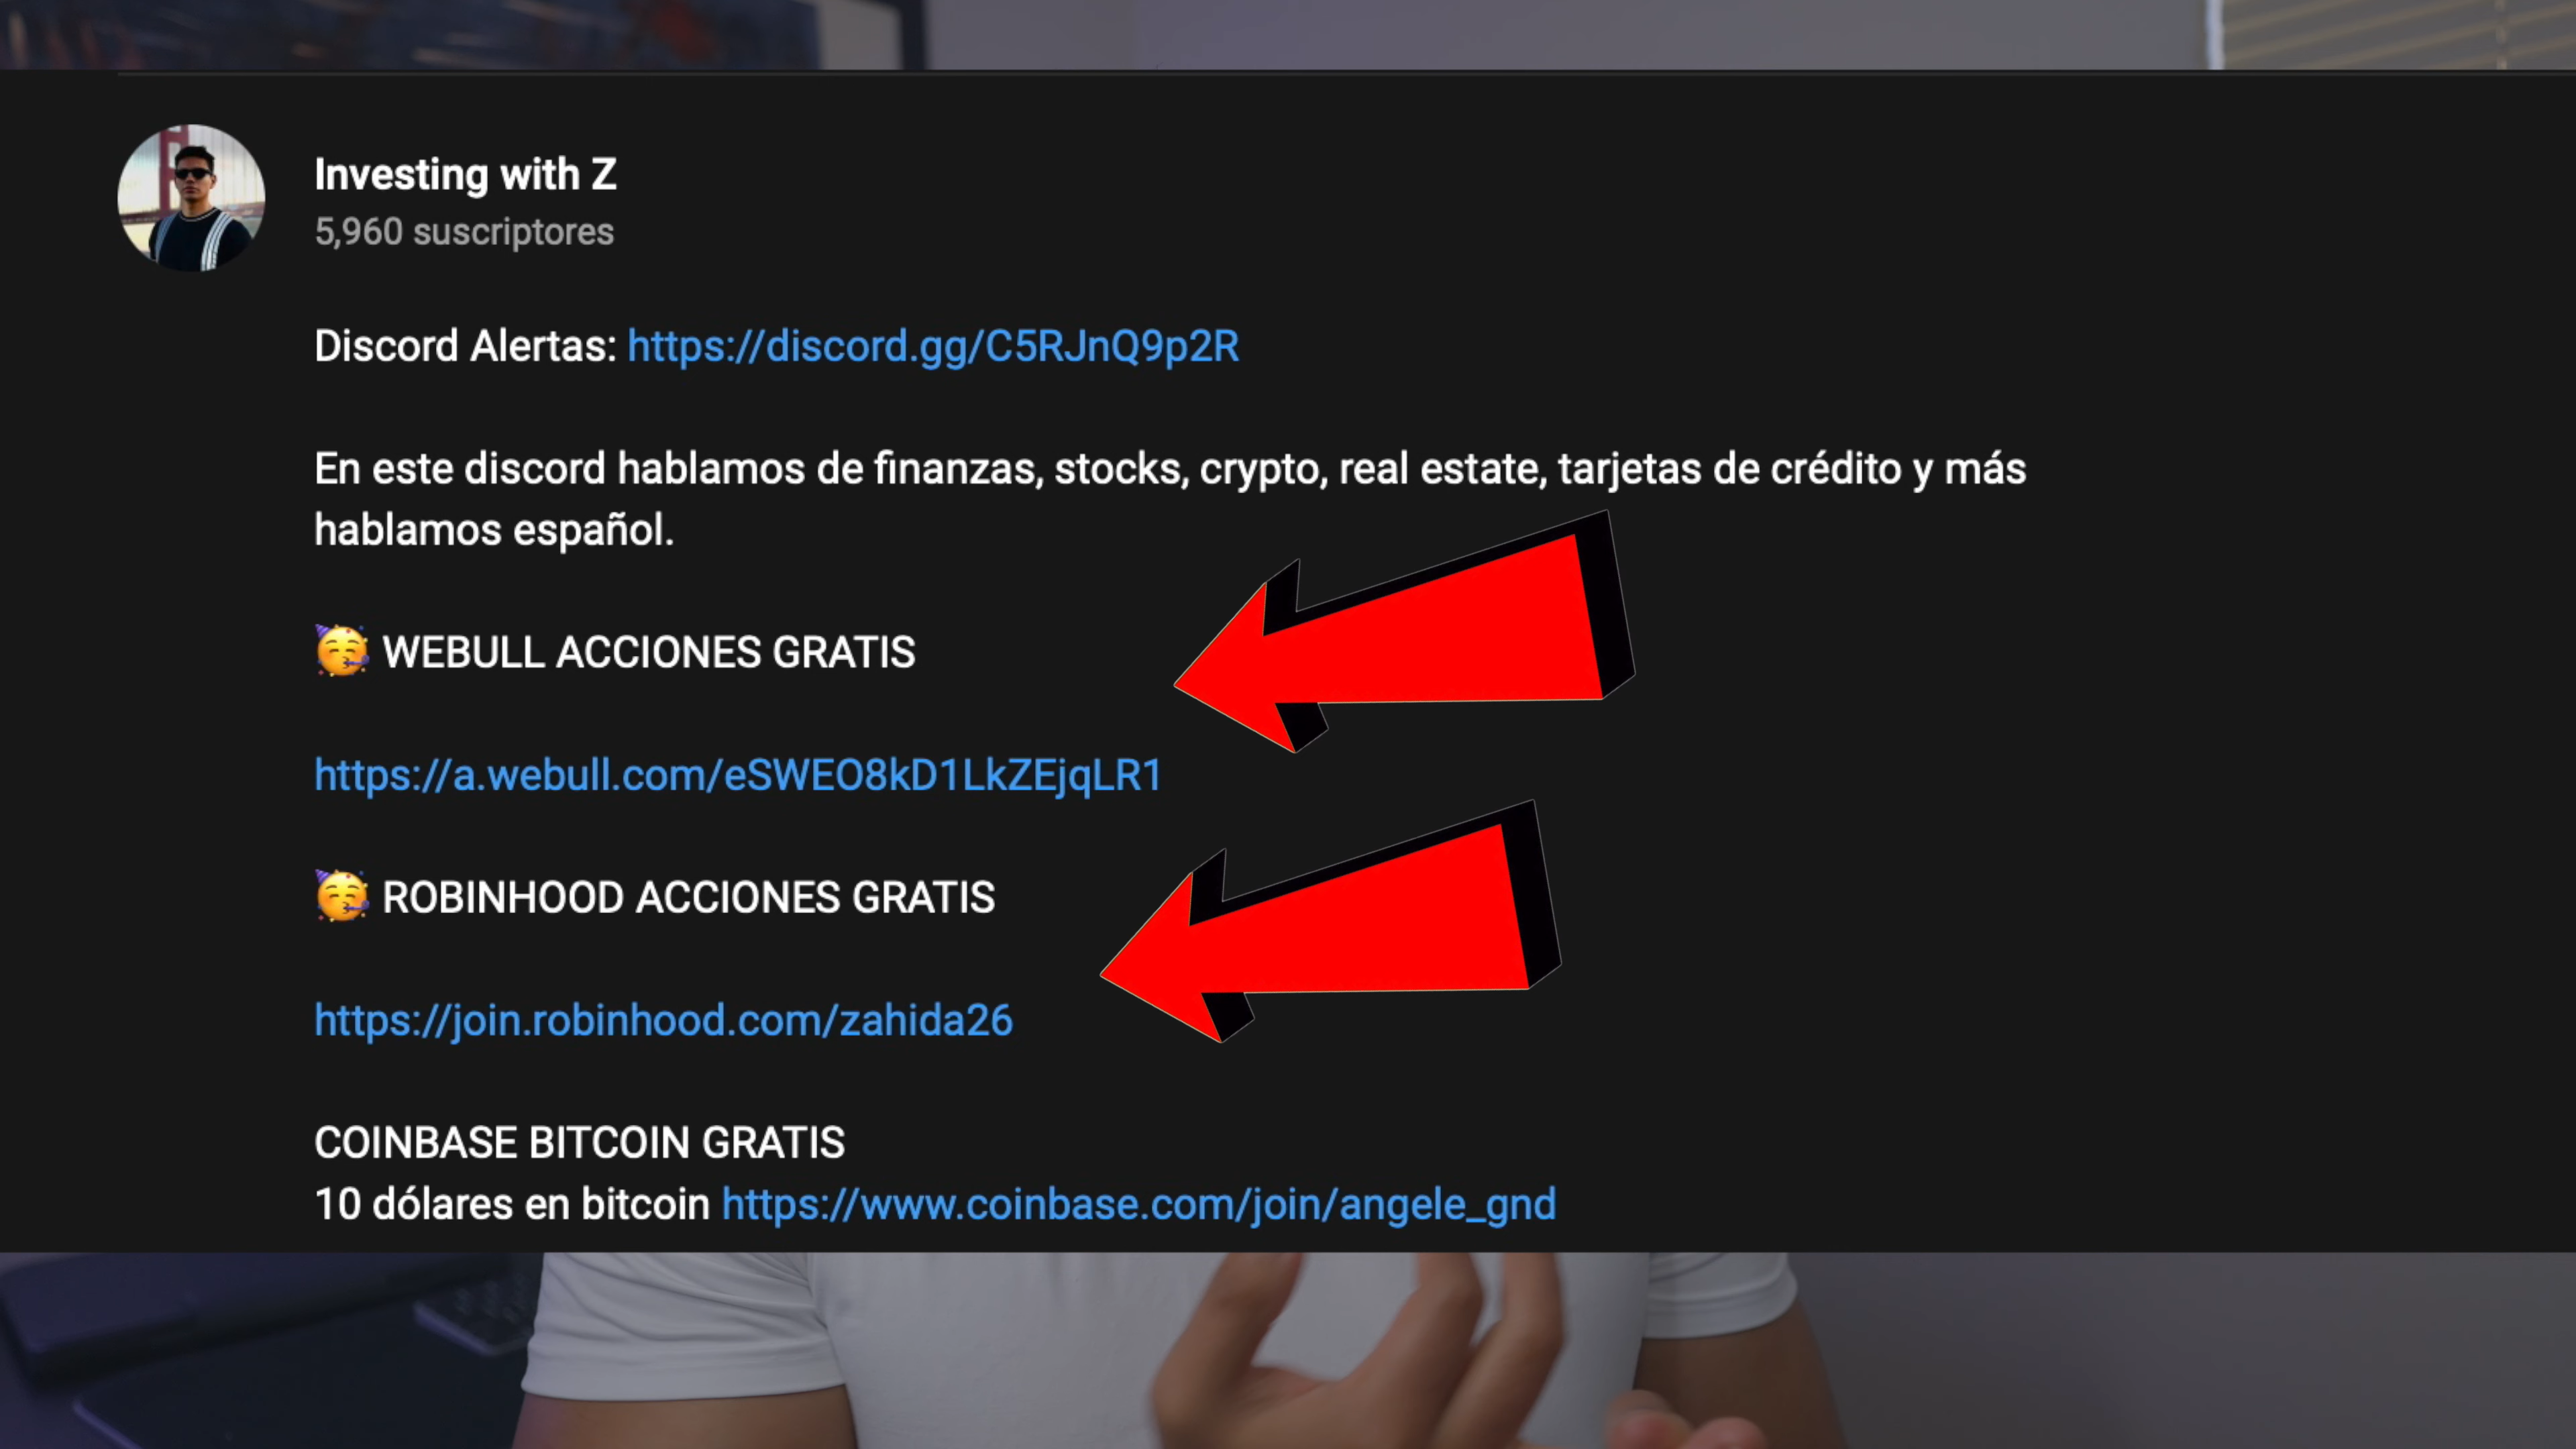 Investing with Z
5,960 suscriptores
Discord Alertas: https://discord.gg/C5RJnQ9p2R
En este discord hablamos de finanzas, stocks, crypto, real estate, tarjetas de crédito y más
hablamos español.
🥳 WEBULL ACCIONES GRATIS
https://a.webull.com/eSWEO8kD1LkZEjqLR1
🥳 ROBINHOOD ACCIONES GRATIS
https://join.robinhood.com/zahida26
COINBASE BITCOIN GRATIS
10 dólares en bitcoin https://www.coinbase.com/join/angele_gnd